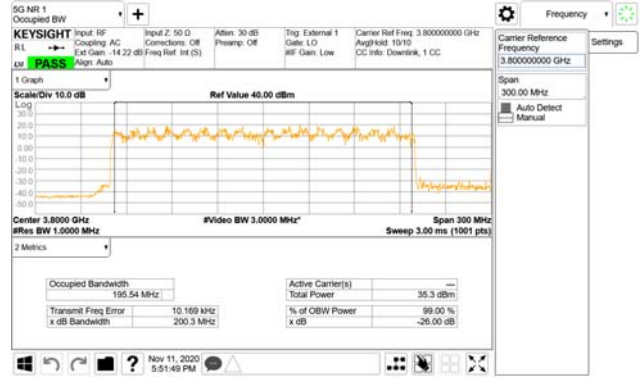 5G NR 1
Occupied BW
Frequency
KEYSIGHT
RL
LW
PASS
Input: RF
Coupling: AC
Ext Gain: -14.22 dB
Align: Auto
Input Z: 50 Ω
Corrections: Off
Freq Ref: Int (S)
Atten: 30 dB
Preamp: Off
Trig: External 1
Gate: LO
#IF Gain: Low
Carrier Ref Freq: 3.800000000 GHz
Avg|Hold: 10/10
CC Info: Downlink, 1 CC
Carrier Reference
Frequency
3.800000000 GHz
Settings
Span
300.00 MHz
Auto Detect
Manual
1 Graph
Scale/Div 10.0 dB
Ref Value 40.00 dBm
Log
30.0
20.0
10.0
0.00
-10.0
-20.0
-30.0
-40.0
-50.0
Center 3.8000 GHz
#Video BW 3.0000 MHz*
Span 300 MHz
#Res BW 1.0000 MHz
Sweep 3.00 ms (1001 pts)
2 Metrics
Occupied Bandwidth
195.54 MHz
Active Carrier(s) ---
Total Power 35.3 dBm
Transmit Freq Error 10.169 kHz
% of OBW Power 99.00 %
x dB Bandwidth 200.3 MHz
x dB -26.00 dB
?
Nov 11, 2020
5:51:49 PM